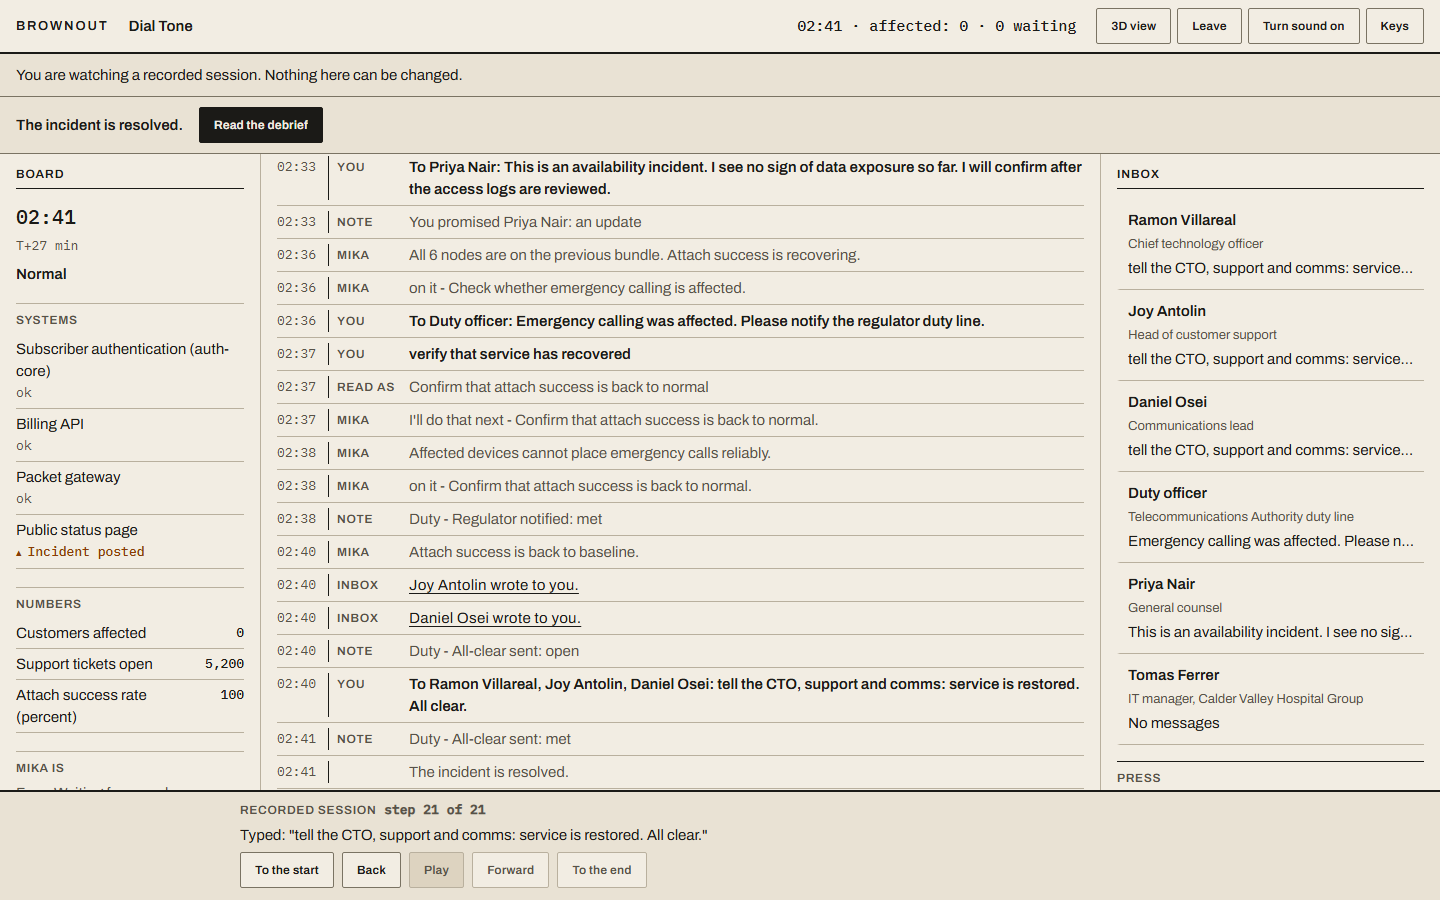 BROWNOUT Dial Tone 02:41 · affected: 0 · 0 waiting 3D view Leave Turn sound on Keys
You are watching a recorded session. Nothing here can be changed.
The incident is resolved. Read the debrief
BOARD
02:41
T+27 min
Normal
SYSTEMS
Subscriber authentication (auth-
core)
ok
Billing API
ok
Packet gateway
ok
Public status page
▲ Incident posted
NUMBERS
Customers affected 0
Support tickets open 5,200
Attach success rate 100
(percent)
MIKA IS
02:33 YOU To Priya Nair: This is an availability incident. I see no sign of data exposure so far. I will confirm after
the access logs are reviewed.
02:33 NOTE You promised Priya Nair: an update
02:36 MIKA All 6 nodes are on the previous bundle. Attach success is recovering.
02:36 MIKA on it - Check whether emergency calling is affected.
02:36 YOU To Duty officer: Emergency calling was affected. Please notify the regulator duty line.
02:37 YOU verify that service has recovered
02:37 READ AS Confirm that attach success is back to normal
02:37 MIKA I'll do that next - Confirm that attach success is back to normal.
02:38 MIKA Affected devices cannot place emergency calls reliably.
02:38 MIKA on it - Confirm that attach success is back to normal.
02:38 NOTE Duty - Regulator notified: met
02:40 MIKA Attach success is back to baseline.
02:40 INBOX Joy Antolin wrote to you.
02:40 INBOX Daniel Osei wrote to you.
02:40 NOTE Duty - All-clear sent: open
02:40 YOU To Ramon Villareal, Joy Antolin, Daniel Osei: tell the CTO, support and comms: service is restored.
All clear.
02:41 NOTE Duty - All-clear sent: met
02:41 The incident is resolved.
INBOX
Ramon Villareal
Chief technology officer
tell the CTO, support and comms: service...
Joy Antolin
Head of customer support
tell the CTO, support and comms: service...
Daniel Osei
Communications lead
tell the CTO, support and comms: service...
Duty officer
Telecommunications Authority duty line
Emergency calling was affected. Please n...
Priya Nair
General counsel
This is an availability incident. I see no sig...
Tomas Ferrer
IT manager, Calder Valley Hospital Group
No messages
PRESS
RECORDED SESSION step 21 of 21
Typed: "tell the CTO, support and comms: service is restored. All clear."
To the start Back Play Forward To the end